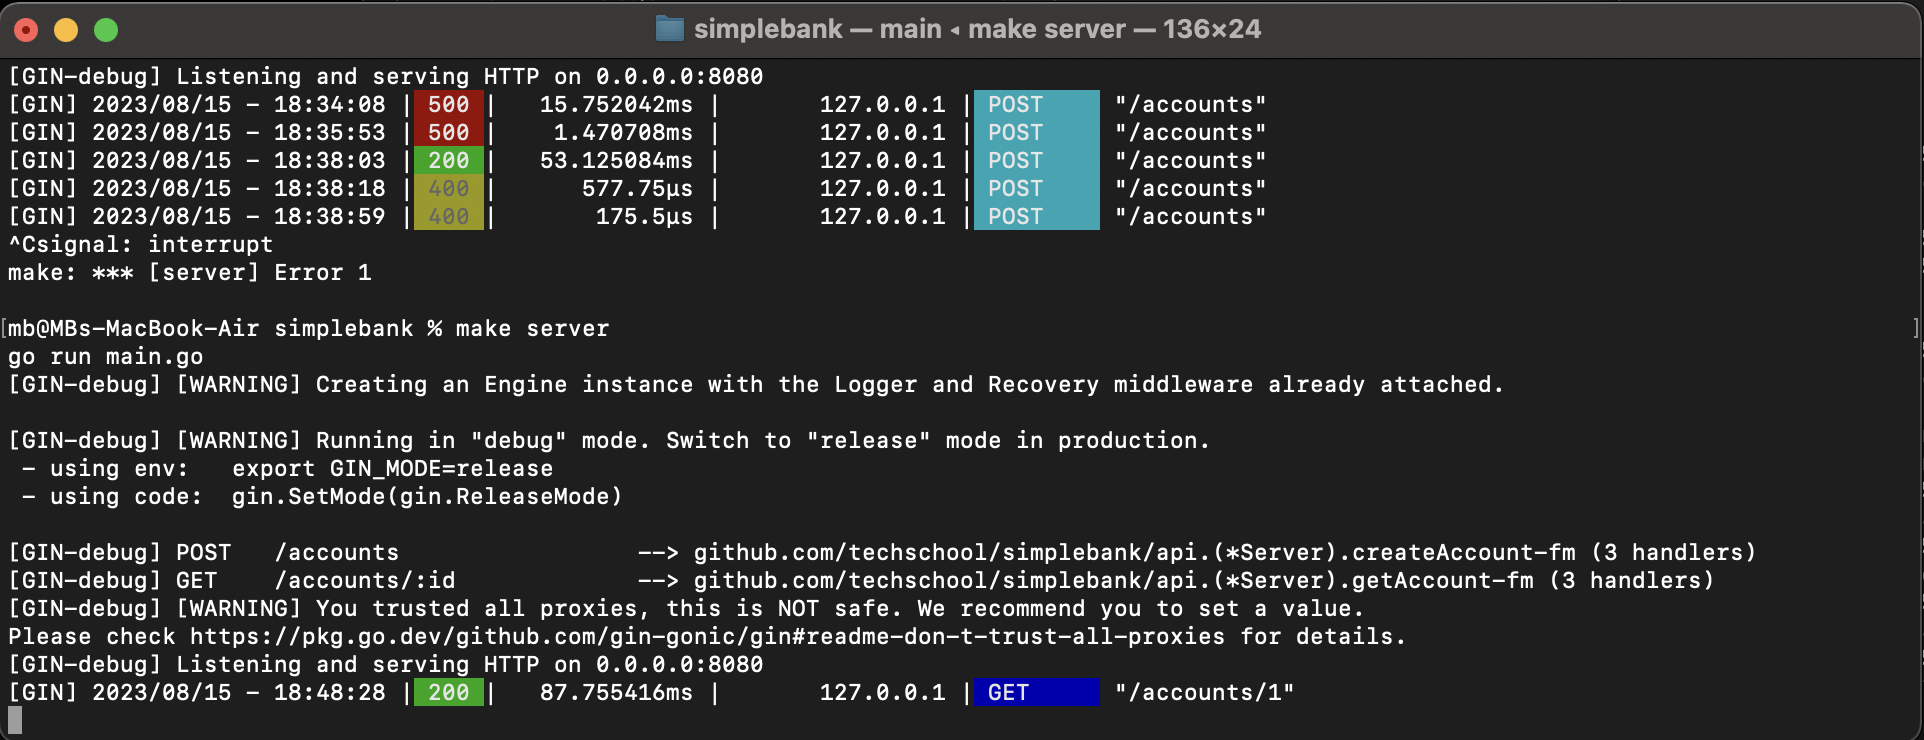 simplebank — main ◂ make server — 136×24
[GIN-debug] Listening and serving HTTP on 0.0.0.0:8080
[GIN] 2023/08/15 - 18:34:08 | 500 |   15.752042ms |       127.0.0.1 | POST     "/accounts"
[GIN] 2023/08/15 - 18:35:53 | 500 |    1.470708ms |       127.0.0.1 | POST     "/accounts"
[GIN] 2023/08/15 - 18:38:03 | 200 |   53.125084ms |       127.0.0.1 | POST     "/accounts"
[GIN] 2023/08/15 - 18:38:18 | 400 |      577.75µs |       127.0.0.1 | POST     "/accounts"
[GIN] 2023/08/15 - 18:38:59 | 400 |       175.5µs |       127.0.0.1 | POST     "/accounts"
^Csignal: interrupt
make: *** [server] Error 1
[mb@MBs-MacBook-Air simplebank % make server ]
go run main.go
[GIN-debug] [WARNING] Creating an Engine instance with the Logger and Recovery middleware already attached.
[GIN-debug] [WARNING] Running in "debug" mode. Switch to "release" mode in production.
 - using env:   export GIN_MODE=release
 - using code:  gin.SetMode(gin.ReleaseMode)
[GIN-debug] POST   /accounts                 --> github.com/techschool/simplebank/api.(*Server).createAccount-fm (3 handlers)
[GIN-debug] GET    /accounts/:id             --> github.com/techschool/simplebank/api.(*Server).getAccount-fm (3 handlers)
[GIN-debug] [WARNING] You trusted all proxies, this is NOT safe. We recommend you to set a value.
Please check https://pkg.go.dev/github.com/gin-gonic/gin#readme-don-t-trust-all-proxies for details.
[GIN-debug] Listening and serving HTTP on 0.0.0.0:8080
[GIN] 2023/08/15 - 18:48:28 | 200 |   87.755416ms |       127.0.0.1 | GET      "/accounts/1"